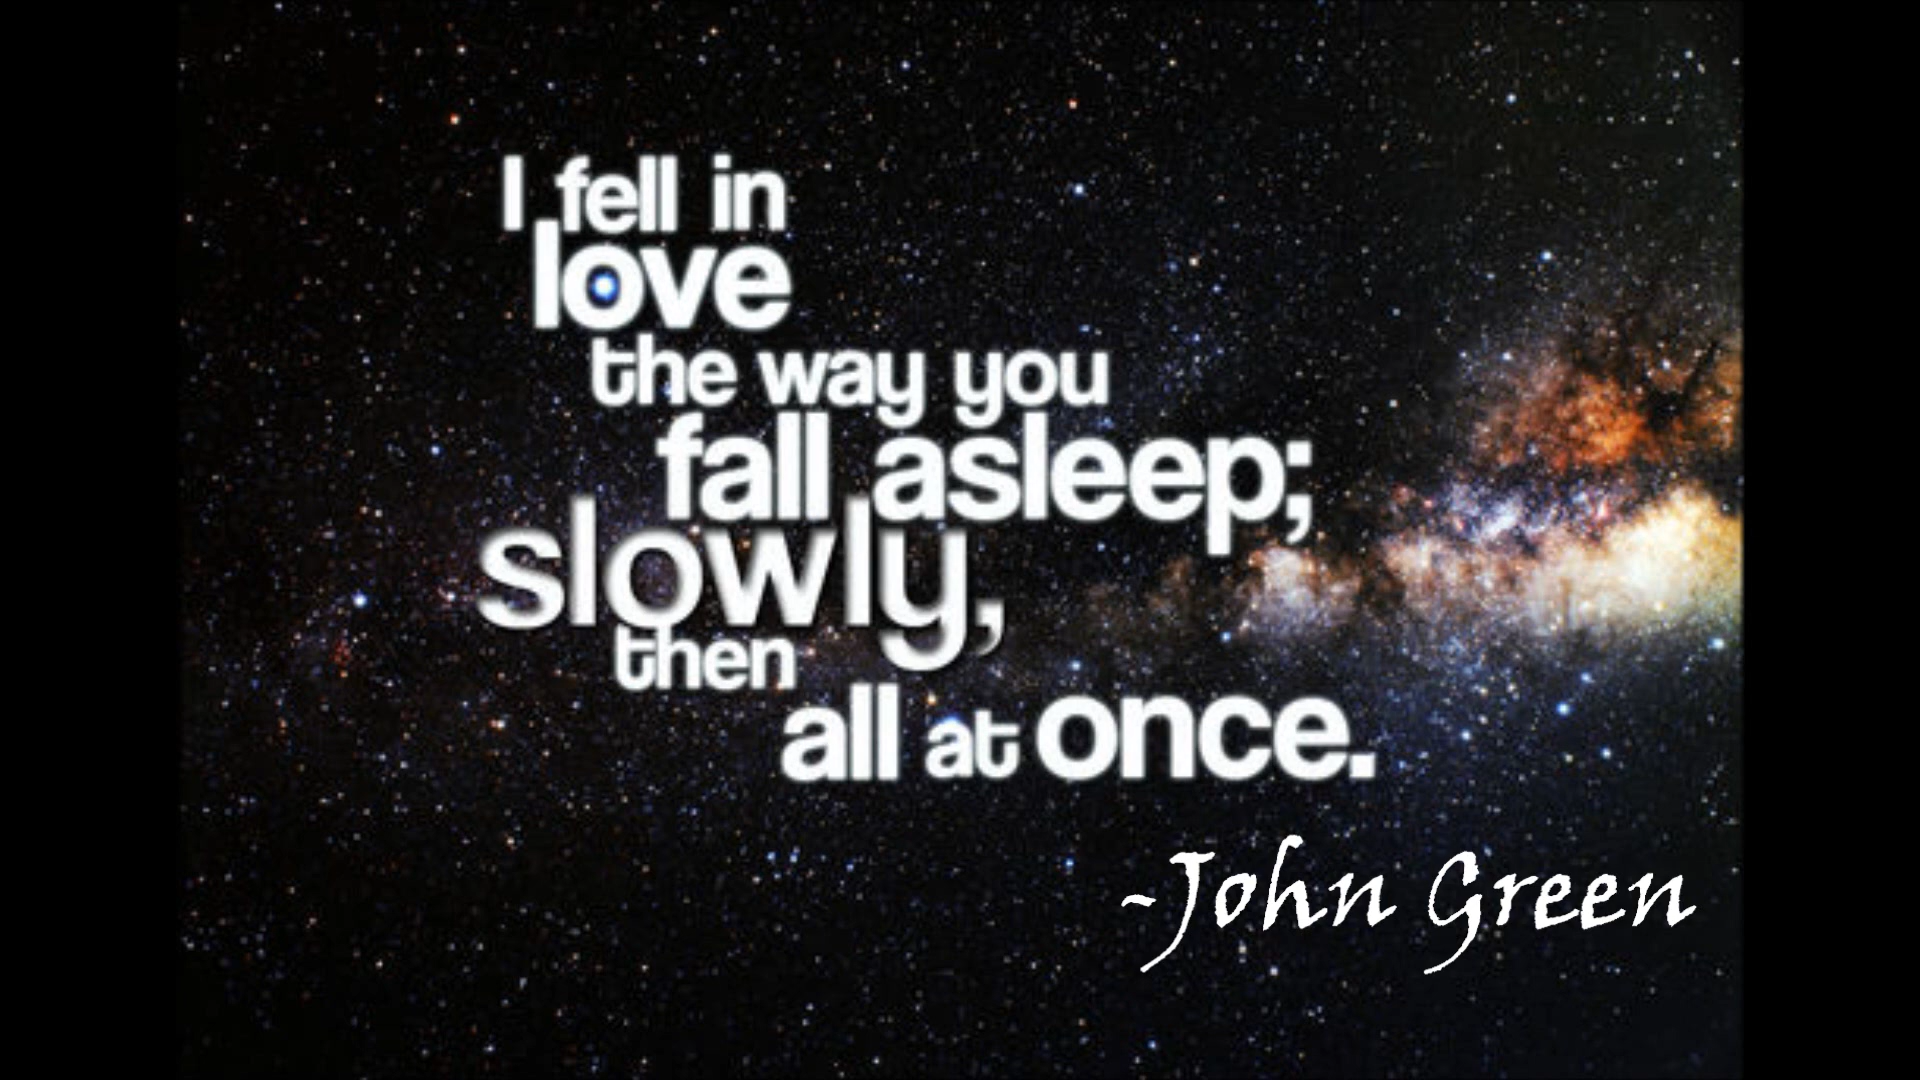 I fell in
love
the way you
fall asleep;
slowly,
then
all at once.
-John Green